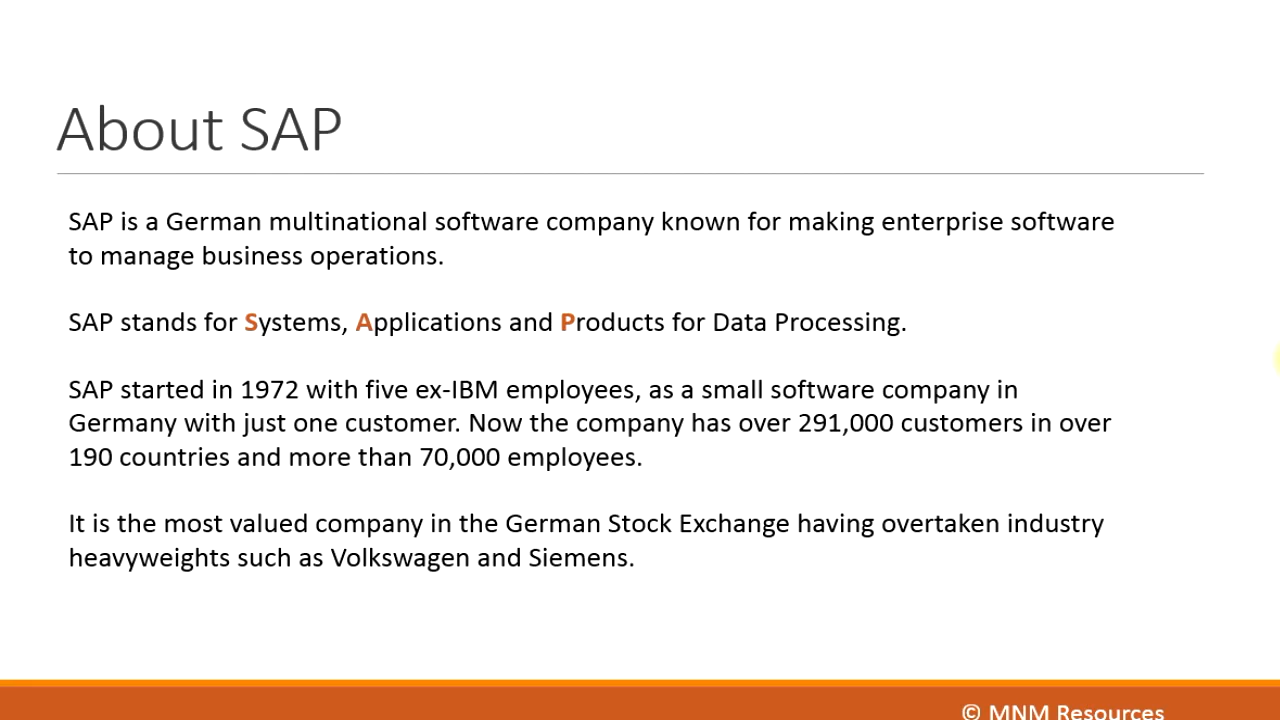 About SAP
SAP is a German multinational software company known for making enterprise software
to manage business operations.
SAP stands for Systems, Applications and Products for Data Processing.
SAP started in 1972 with five ex-IBM employees, as a small software company in
Germany with just one customer. Now the company has over 291,000 customers in over
190 countries and more than 70,000 employees.
It is the most valued company in the German Stock Exchange having overtaken industry
heavyweights such as Volkswagen and Siemens.
© MNM Resources